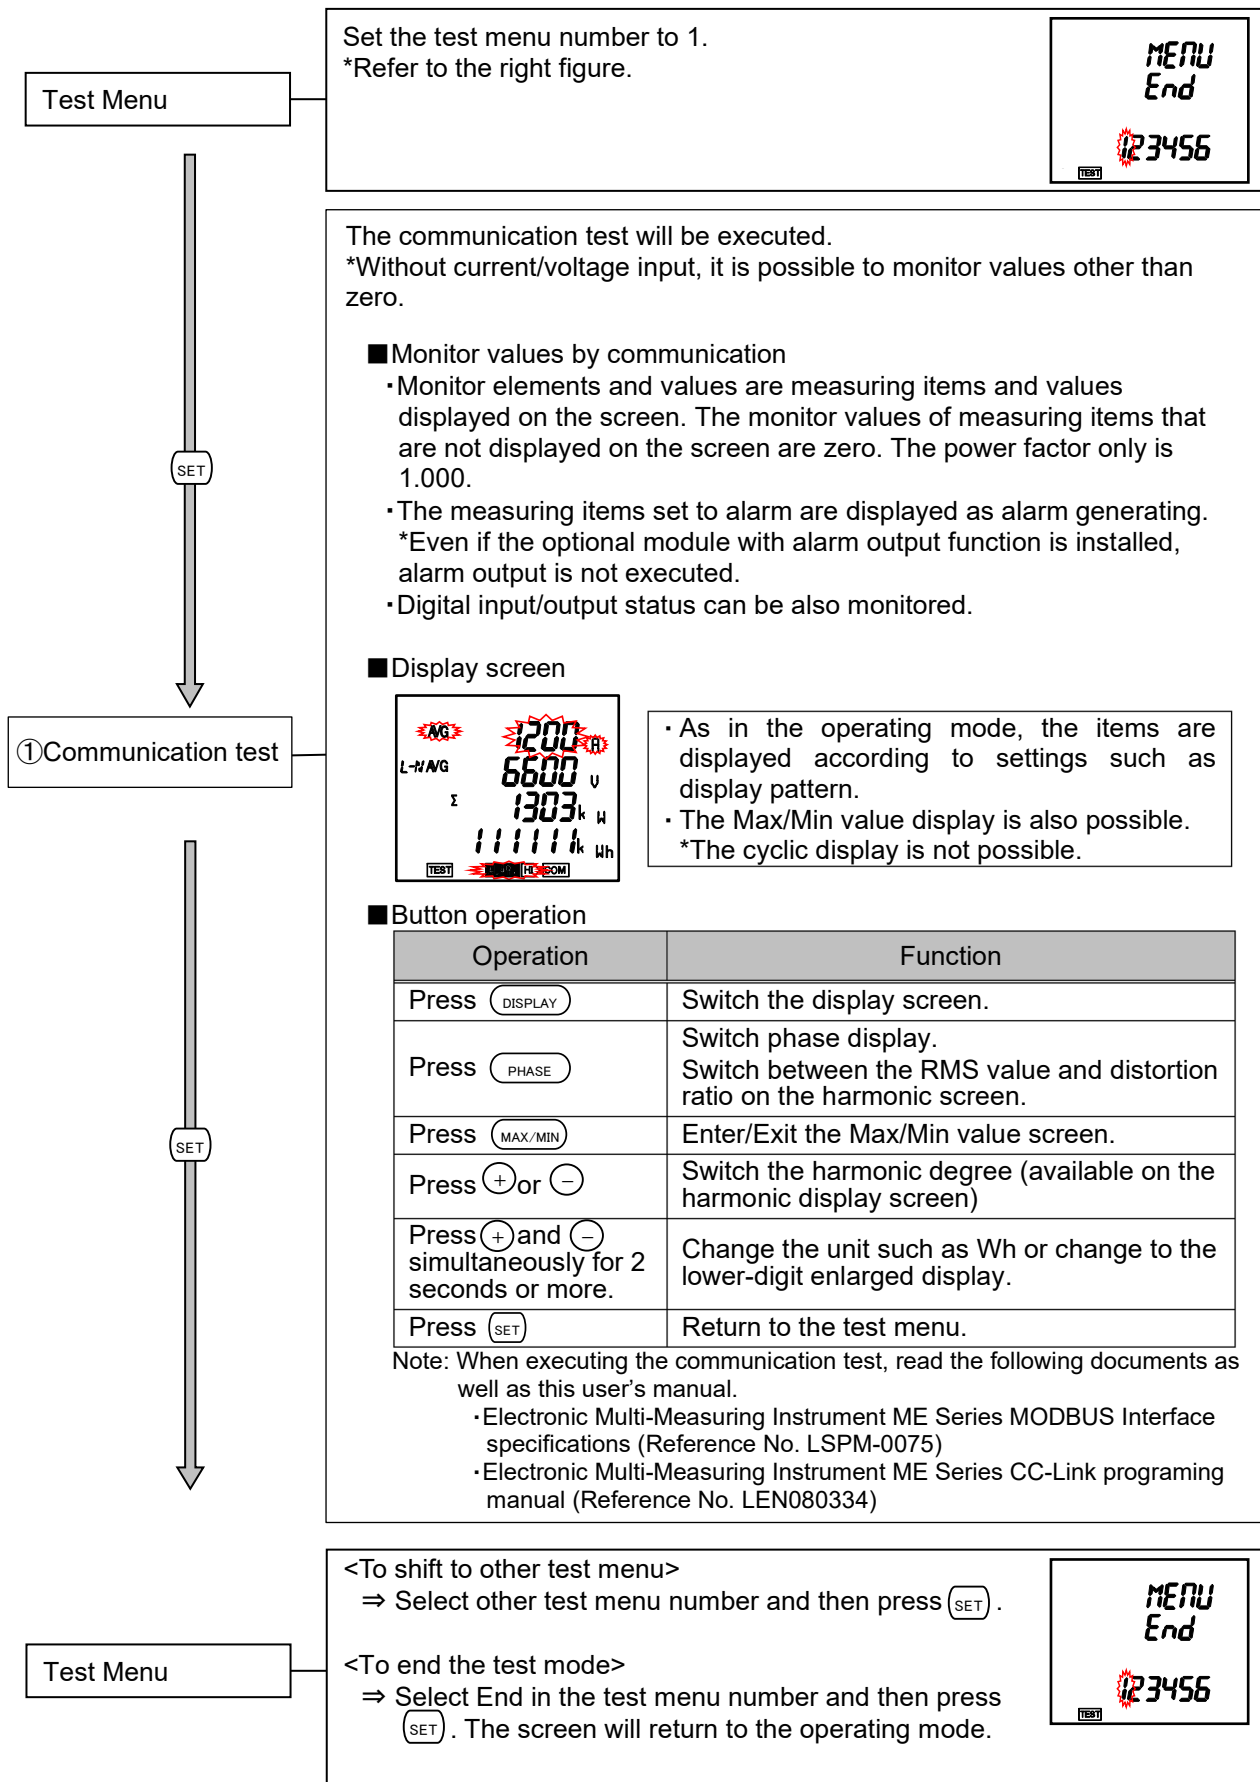 Set the test menu number to 1.
*Refer to the right figure.
MENU
End
123456
TEST
Test Menu
SET
The communication test will be executed.
*Without current/voltage input, it is possible to monitor values other than
zero.
■Monitor values by communication
・Monitor elements and values are measuring items and values
displayed on the screen. The monitor values of measuring items that
are not displayed on the screen are zero. The power factor only is
1.000.
・The measuring items set to alarm are displayed as alarm generating.
*Even if the optional module with alarm output function is installed,
alarm output is not executed.
・Digital input/output status can be also monitored.
①Communication test
■Display screen
AVG 1200 A
L-N AVG 6600 V
Σ 1303 k W
111111k Wh
TEST HI COM
・As in the operating mode, the items are
displayed according to settings such as
display pattern.
・The Max/Min value display is also possible.
*The cyclic display is not possible.
■Button operation
Operation Function
Press DISPLAY Switch the display screen.
Press PHASE Switch phase display.
Switch between the RMS value and distortion
ratio on the harmonic screen.
Press MAX/MIN Enter/Exit the Max/Min value screen.
Press + or − Switch the harmonic degree (available on the
harmonic display screen)
Press + and −
simultaneously for 2
seconds or more.
Change the unit such as Wh or change to the
lower-digit enlarged display.
Press SET Return to the test menu.
SET
Note: When executing the communication test, read the following documents as
well as this user’s manual.
・Electronic Multi-Measuring Instrument ME Series MODBUS Interface
specifications (Reference No. LSPM-0075)
・Electronic Multi-Measuring Instrument ME Series CC-Link programing
manual (Reference No. LEN080334)
Test Menu
<To shift to other test menu>
⇒ Select other test menu number and then press SET .
<To end the test mode>
⇒ Select End in the test menu number and then press
SET . The screen will return to the operating mode.
MENU
End
123456
TEST